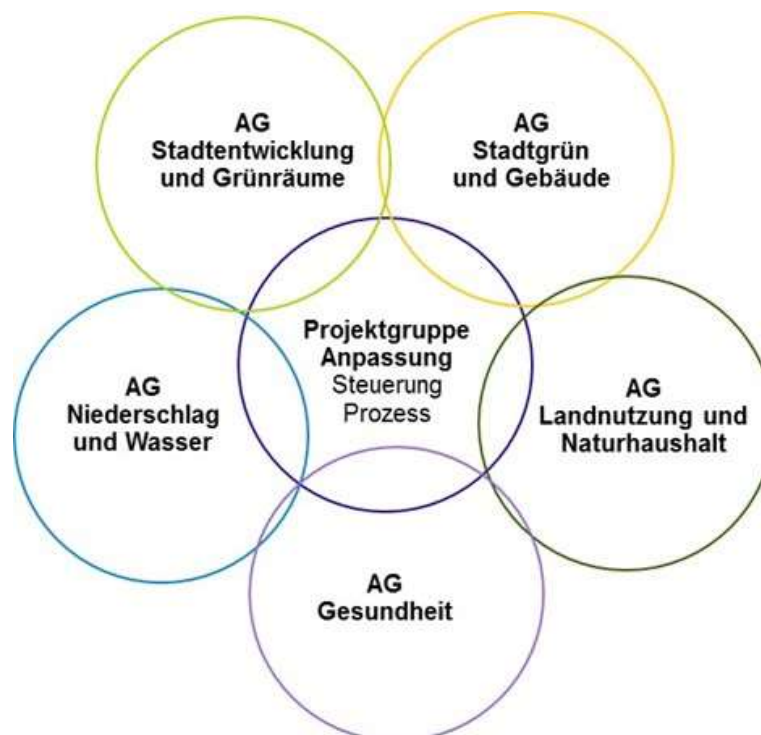 AG
Stadtentwicklung
und Grünräume
AG
Stadtgrün
und Gebäude
Projektgruppe
Anpassung
Steuerung
Prozess
AG
Niederschlag
und Wasser
AG
Landnutzung und
Naturhaushalt
AG
Gesundheit